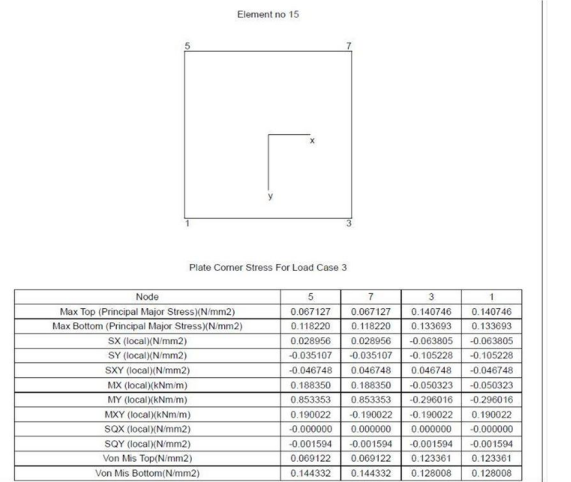 Element no 15
5 7
x
y
1 3
Plate Corner Stress For Load Case 3
Node 5 7 3 1
Max Top (Principal Major Stress)(N/mm2) 0.067127 0.067127 0.140746 0.140746
Max Bottom (Principal Major Stress)(N/mm2) 0.118220 0.118220 0.133693 0.133693
SX (local)(N/mm2) 0.028956 0.028956 -0.063805 -0.063805
SY (local)(N/mm2) -0.035107 -0.035107 -0.105228 -0.105228
SXY (local)(N/mm2) -0.046748 0.046748 0.046748 -0.046748
MX (local)(kNm/m) 0.188350 0.188350 -0.050323 -0.050323
MY (local)(kNm/m) 0.853353 0.853353 -0.296016 -0.296016
MXY (local)(kNm/m) 0.190022 -0.190022 -0.190022 0.190022
SQX (local)(N/mm2) -0.000000 0.000000 0.000000 -0.000000
SQY (local)(N/mm2) -0.001594 -0.001594 -0.001594 -0.001594
Von Mis Top(N/mm2) 0.069122 0.069122 0.123361 0.123361
Von Mis Bottom(N/mm2) 0.144332 0.144332 0.128008 0.128008